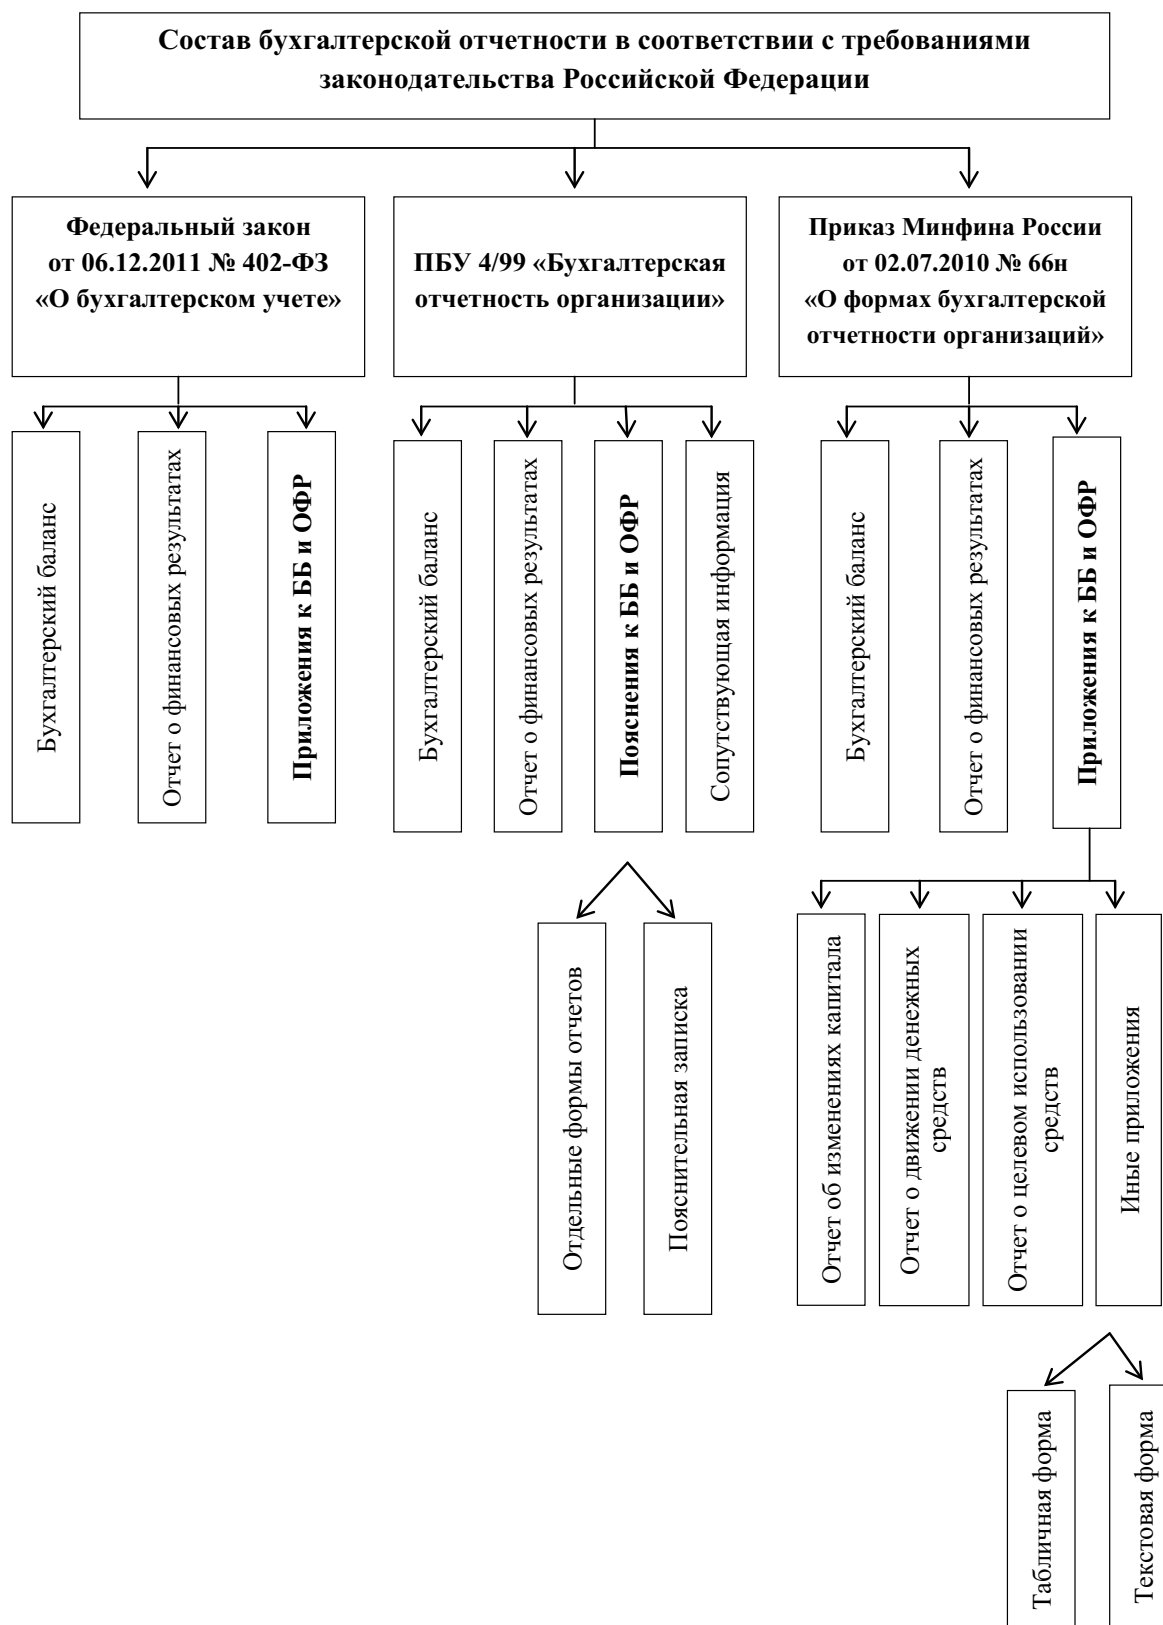 Состав бухгалтерской отчетности в соответствии с требованиями
законодательства Российской Федерации
Федеральный закон
от 06.12.2011 № 402-ФЗ
«О бухгалтерском учете»
ПБУ 4/99 «Бухгалтерская
отчетность организации»
Приказ Минфина России
от 02.07.2010 № 66н
«О формах бухгалтерской
отчетности организаций»
Бухгалтерский баланс
Отчет о финансовых результатах
Приложения к ББ и ОФР
Бухгалтерский баланс
Отчет о финансовых результатах
Пояснения к ББ и ОФР
Сопутствующая информация
Бухгалтерский баланс
Отчет о финансовых результатах
Приложения к ББ и ОФР
Отдельные формы отчетов
Пояснительная записка
Отчет об изменениях капитала
Отчет о движении денежных
средств
Отчет о целевом использовании
средств
Иные приложения
Табличная форма
Текстовая форма